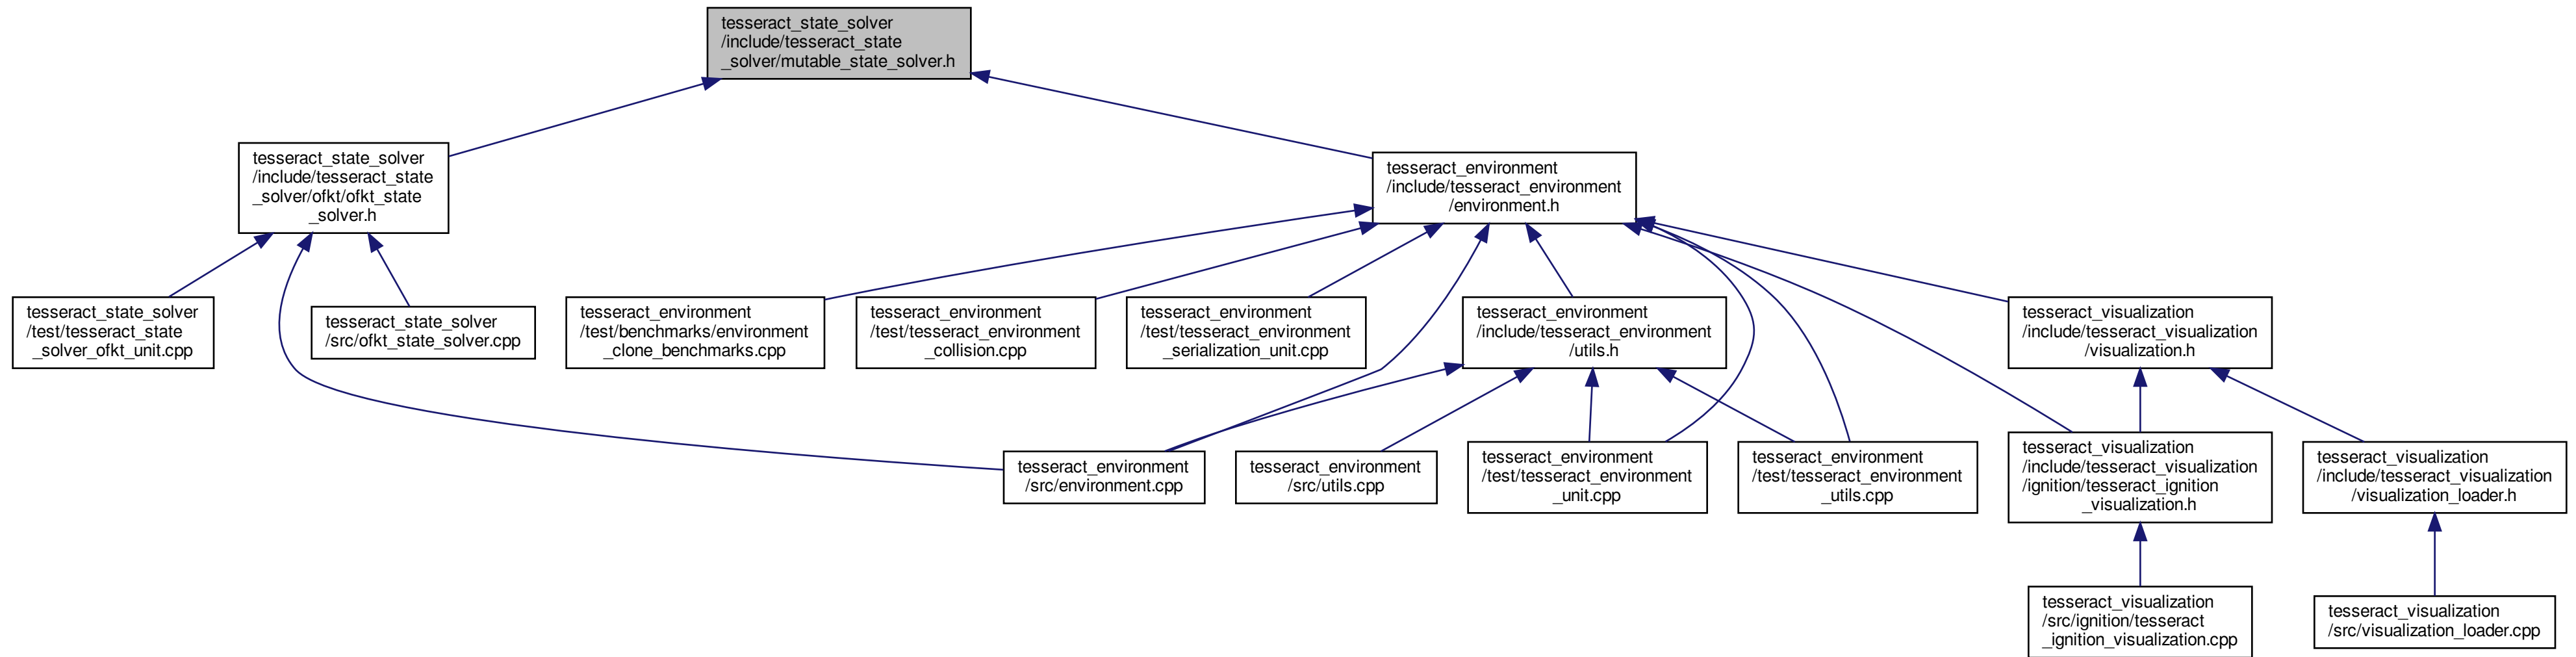 tesseract_state_solver
/include/tesseract_state
_solver/mutable_state_solver.h
tesseract_state_solver
/include/tesseract_state
_solver/ofkt/ofkt_state
_solver.h
tesseract_environment
/include/tesseract_environment
/environment.h
tesseract_state_solver
/test/tesseract_state
_solver_ofkt_unit.cpp
tesseract_state_solver
/src/ofkt_state_solver.cpp
tesseract_environment
/test/benchmarks/environment
_clone_benchmarks.cpp
tesseract_environment
/test/tesseract_environment
_collision.cpp
tesseract_environment
/test/tesseract_environment
_serialization_unit.cpp
tesseract_environment
/include/tesseract_environment
/utils.h
tesseract_visualization
/include/tesseract_visualization
/visualization.h
tesseract_environment
/src/environment.cpp
tesseract_environment
/src/utils.cpp
tesseract_environment
/test/tesseract_environment
_unit.cpp
tesseract_environment
/test/tesseract_environment
_utils.cpp
tesseract_visualization
/include/tesseract_visualization
/ignition/tesseract_ignition
_visualization.h
tesseract_visualization
/include/tesseract_visualization
/visualization_loader.h
tesseract_visualization
/src/ignition/tesseract
_ignition_visualization.cpp
tesseract_visualization
/src/visualization_loader.cpp